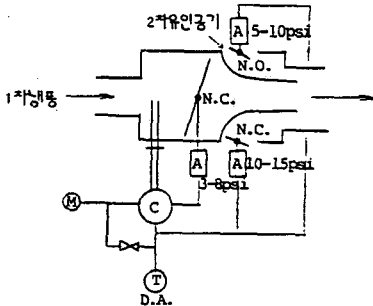 2차유인공기
A
5-10psi
N.O.
N.C.
1차냉풍
N.C.
A
A
10-15psi
3-8psi
M
C
T
D.A.